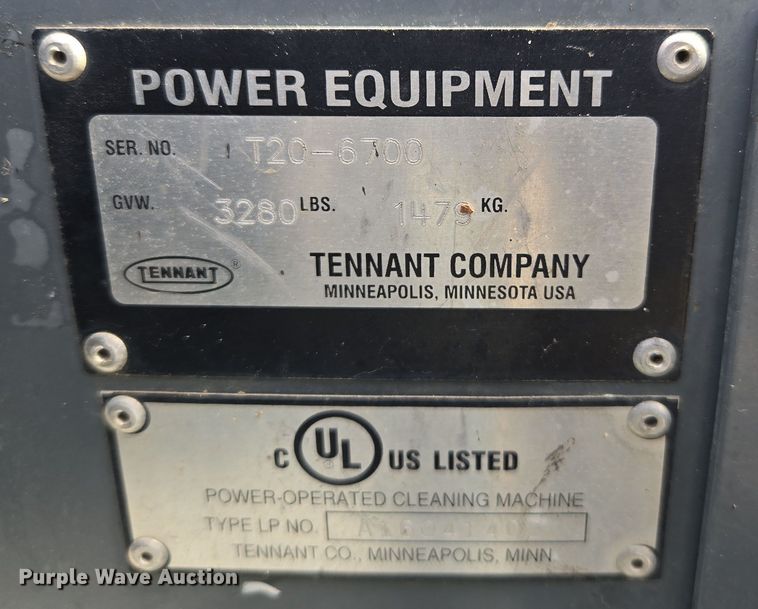 POWER EQUIPMENT
SER. NO. T20-6700
GVW. 3280 LBS. 1479 KG.
TENNANT ® TENNANT COMPANY
MINNEAPOLIS, MINNESOTA USA
C UL ® US LISTED
POWER-OPERATED CLEANING MACHINE
TYPE LP NO.
TENNANT CO., MINNEAPOLIS, MINN.
Purple Wave Auction